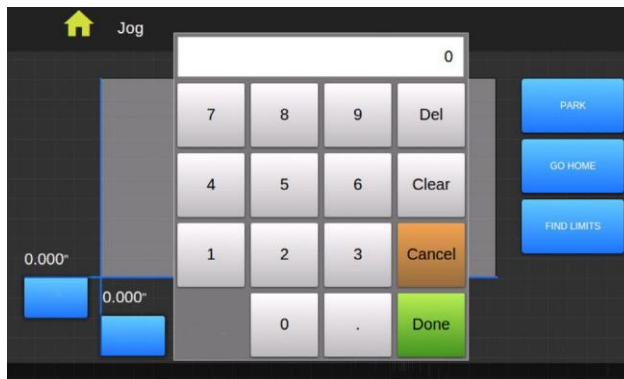 Jog
0
7 8 9 Del
PARK
4 5 6 Clear
GO HOME
1 2 3 Cancel
FIND LIMITS
0.000"
0.000"
0 . Done